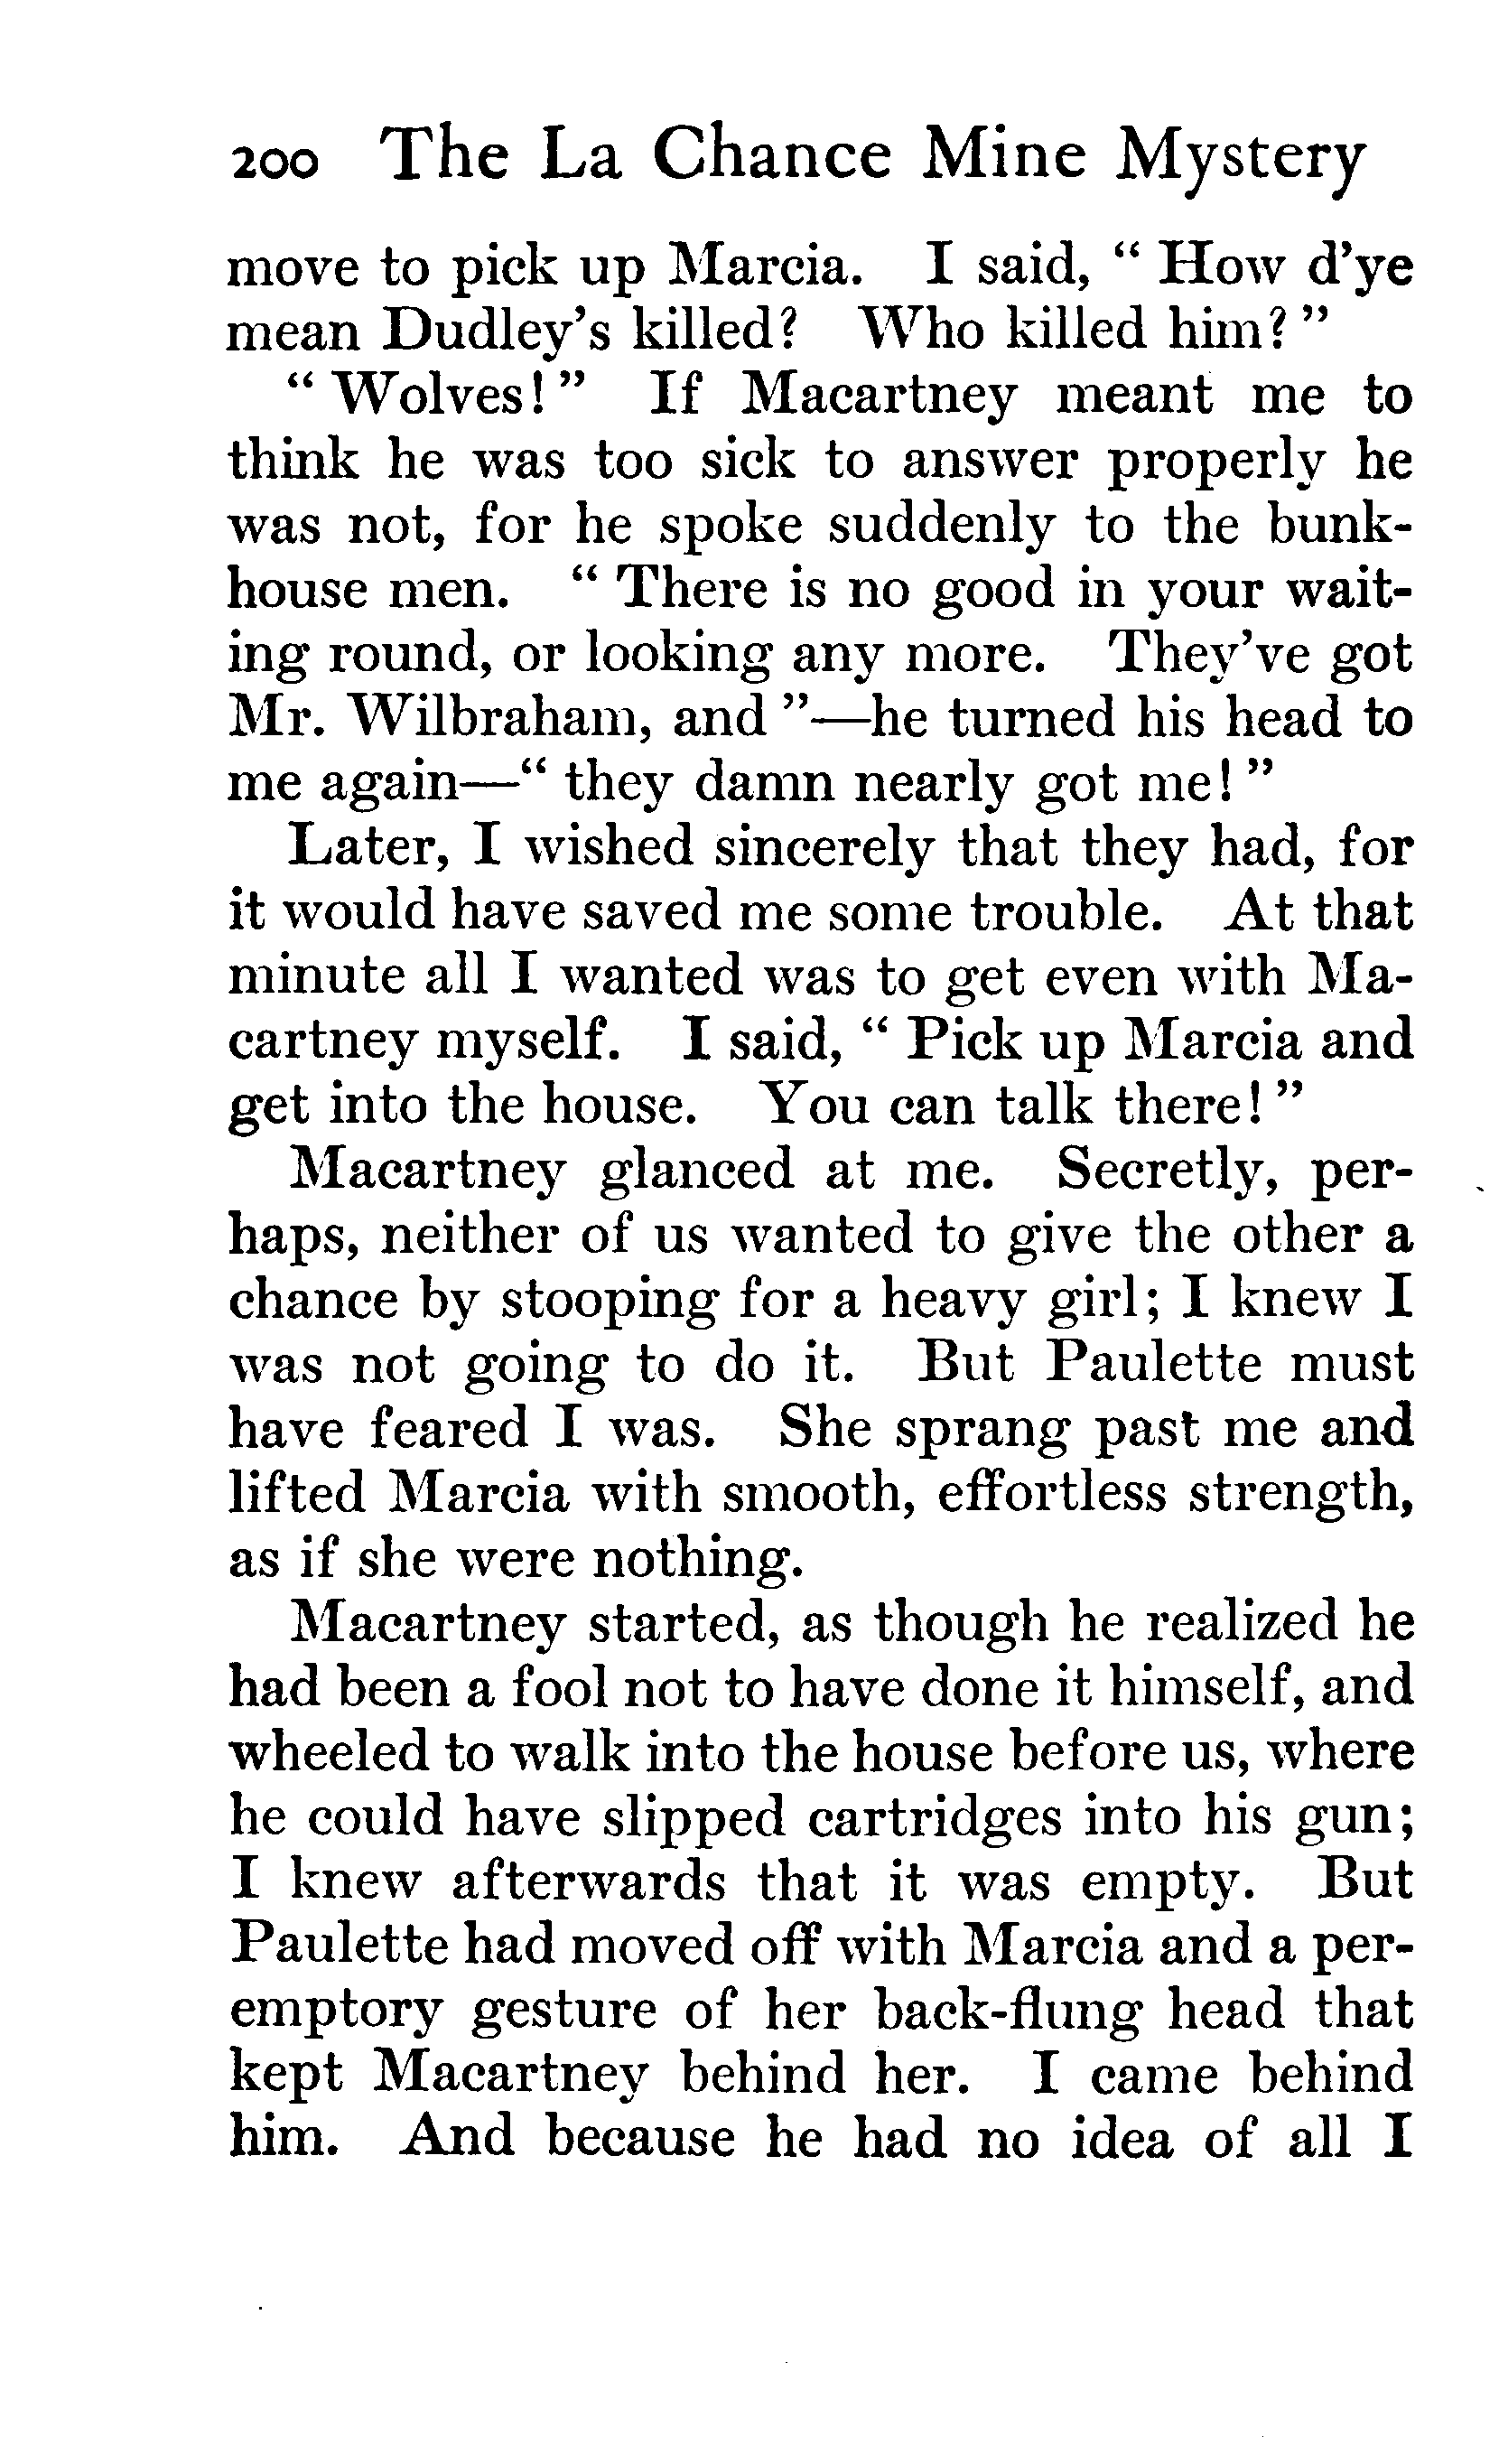 200 The La Chance Mine Mystery
move to pick up Marcia. I said, " How d'ye
mean Dudley's killed? Who killed him? "
" Wolves! " If Macartney meant me to
think he was too sick to answer properly he
was not, for he spoke suddenly to the bunk-
house men. " There is no good in your wait-
ing round, or looking any more. They've got
Mr. Wilbraham, and "—he turned his head to
me again—" they damn nearly got me! "
Later, I wished sincerely that they had, for
it would have saved me some trouble. At that
minute all I wanted was to get even with Ma-
cartney myself. I said, " Pick up Marcia and
get into the house. You can talk there! "
Macartney glanced at me. Secretly, per-
haps, neither of us wanted to give the other a
chance by stooping for a heavy girl; I knew I
was not going to do it. But Paulette must
have feared I was. She sprang past me and
lifted Marcia with smooth, effortless strength,
as if she were nothing.
Macartney started, as though he realized he
had been a fool not to have done it himself, and
wheeled to walk into the house before us, where
he could have slipped cartridges into his gun;
I knew afterwards that it was empty. But
Paulette had moved off with Marcia and a per-
emptory gesture of her back-flung head that
kept Macartney behind her. I came behind
him. And because he had no idea of all I